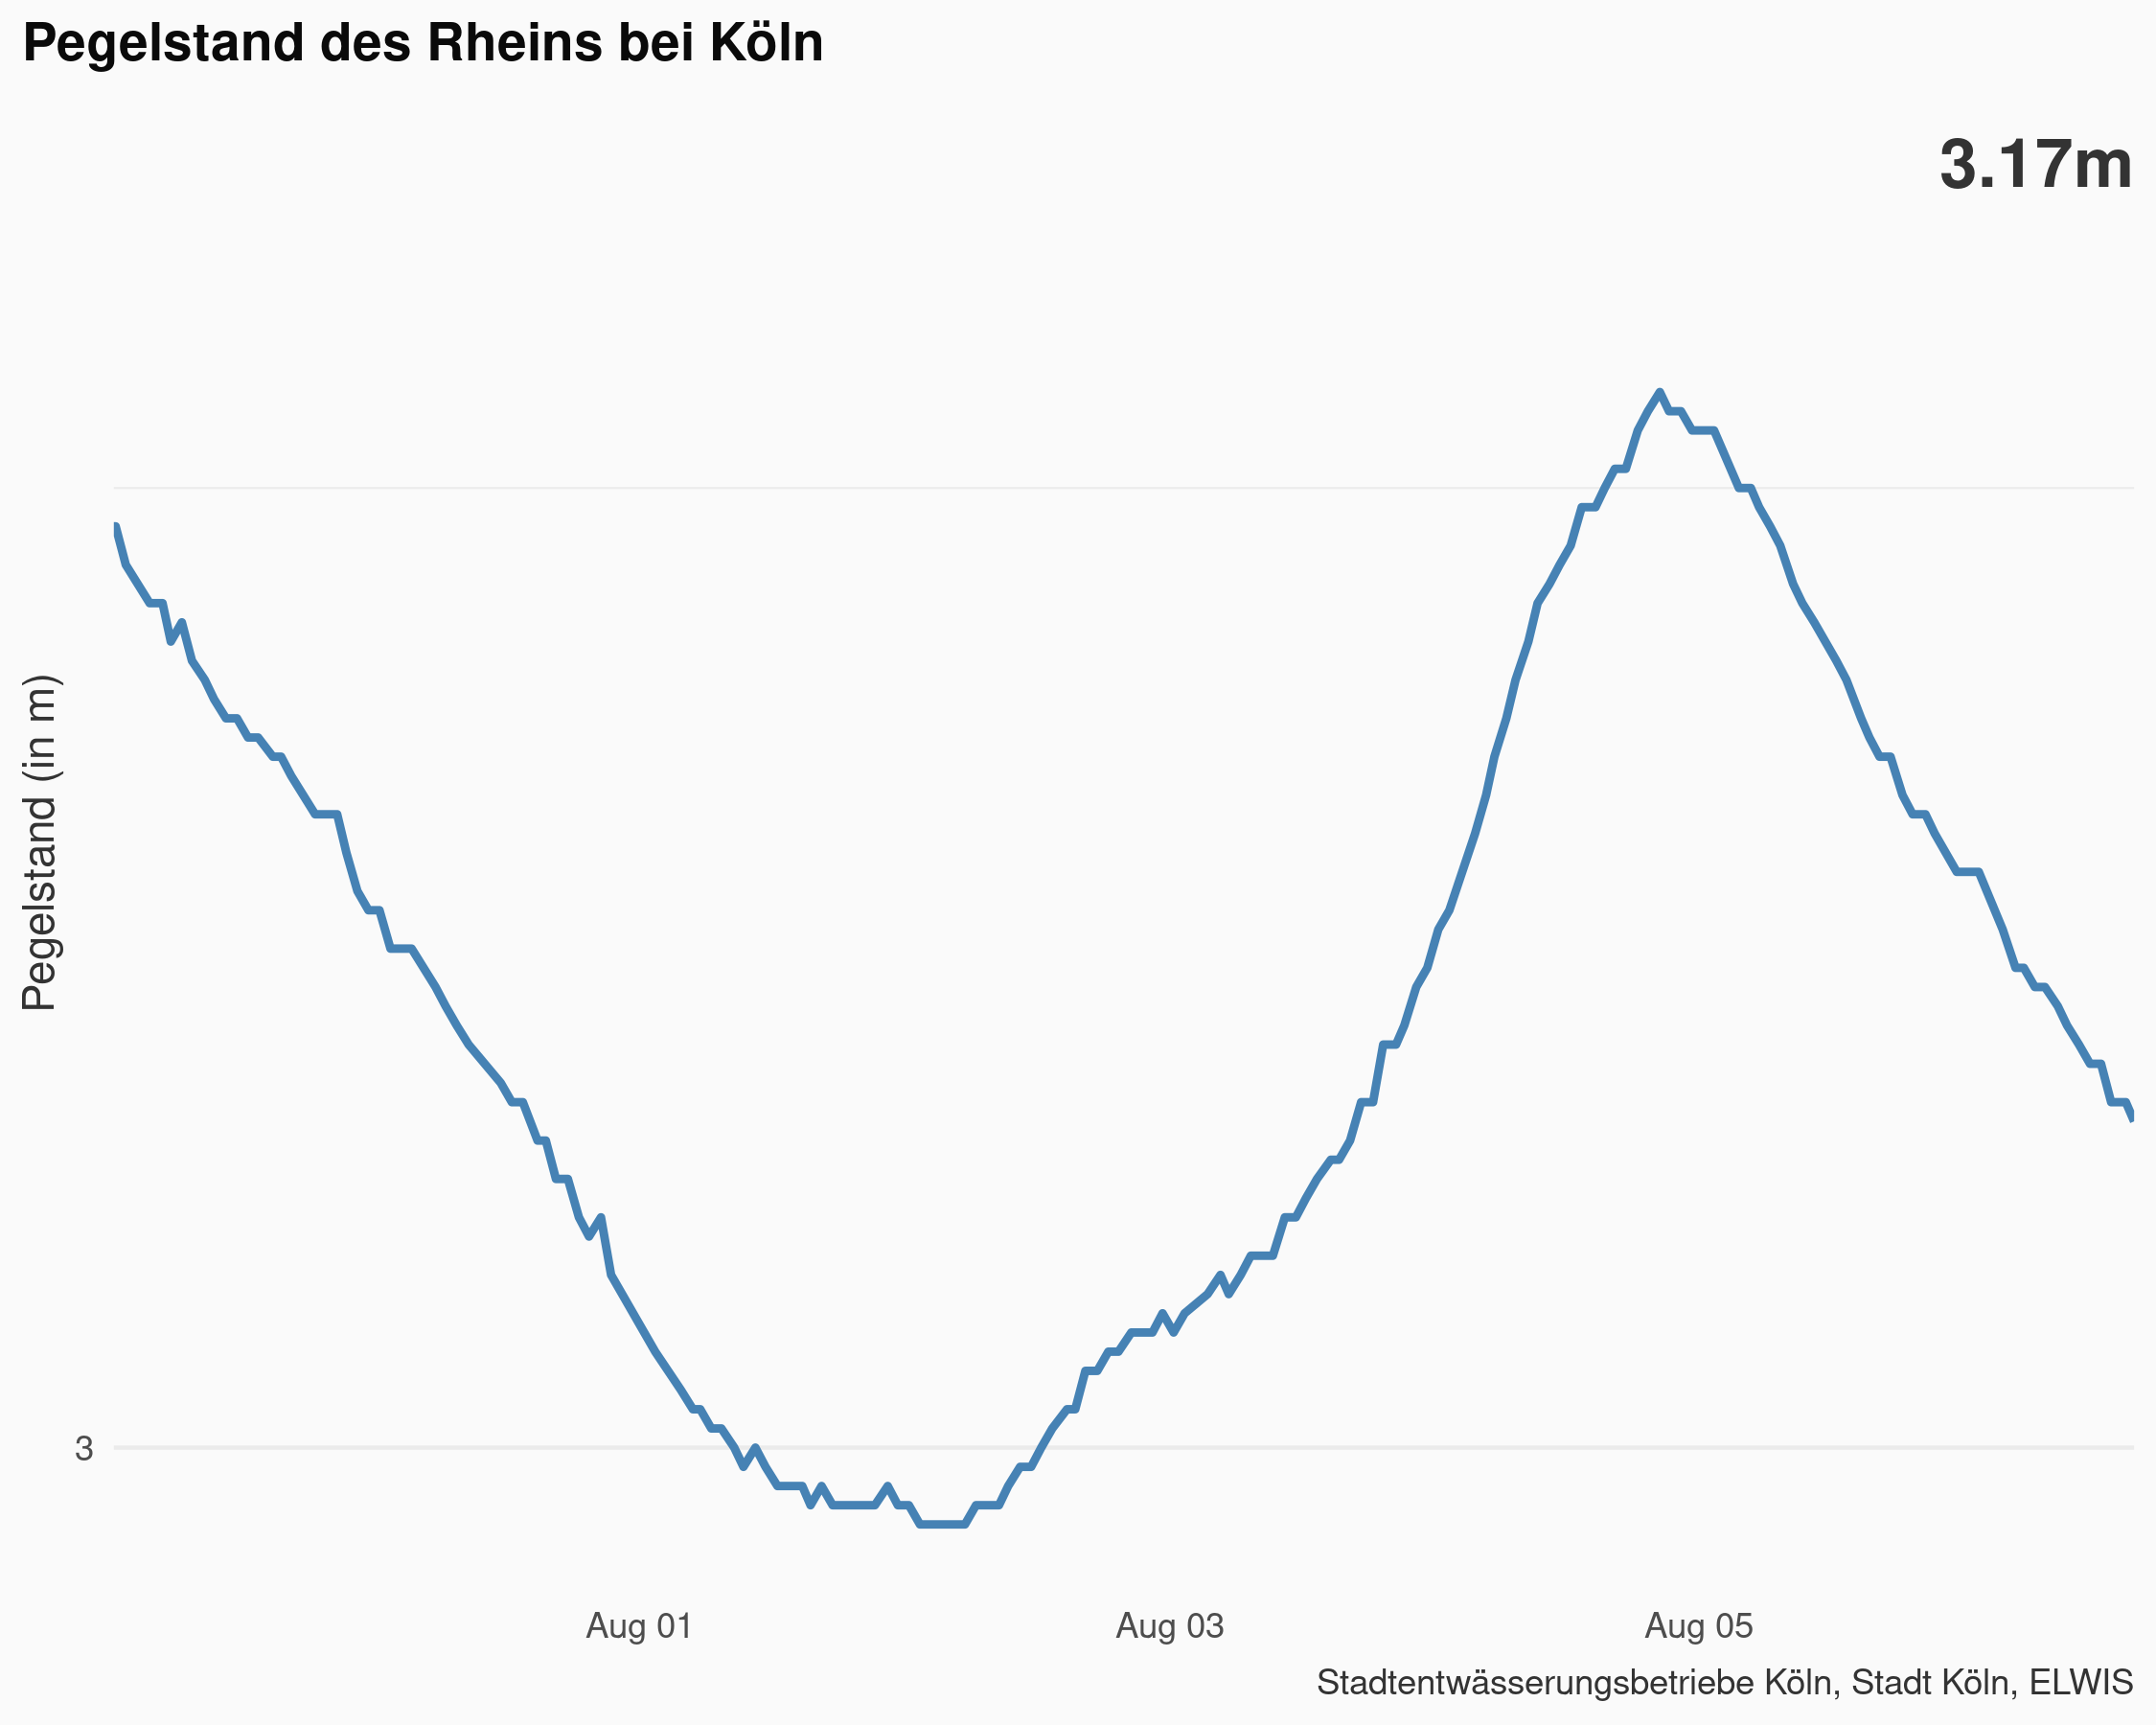 Pegelstand des Rheins bei Köln
3.17m
Pegelstand (in m)
3
Aug 01
Aug 03
Aug 05
Stadtentwässerungsbetriebe Köln, Stadt Köln, ELWIS